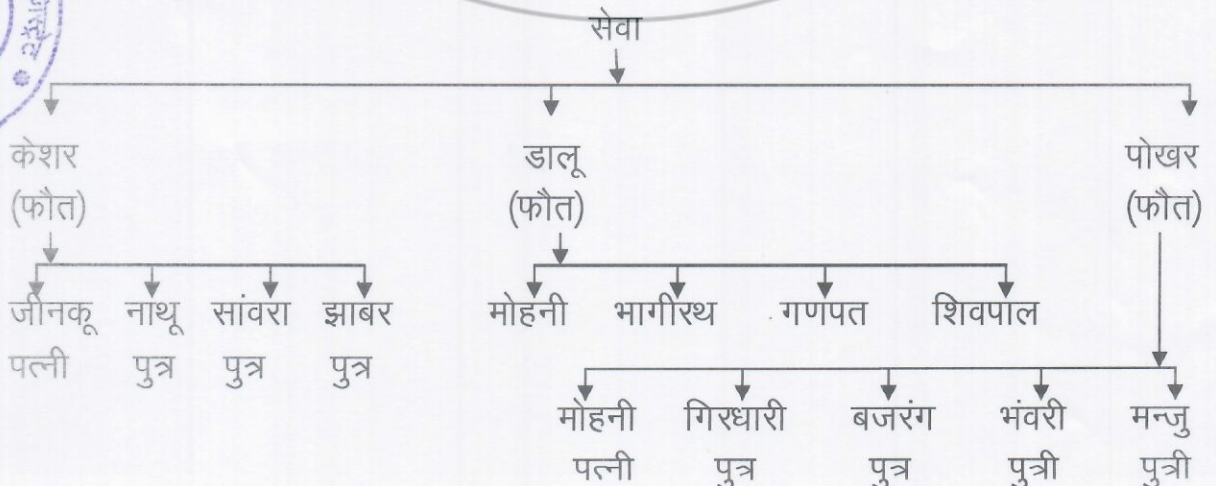 सेवा
केशर डालू पोखर
(फौत) (फौत) (फौत)
जीनकू नाथू सांवरा झाबर मोहनी भागीरथ गणपत शिवपाल
पत्नी पुत्र पुत्र पुत्र
मोहनी गिरधारी बजरंग भंवरी मन्जु
पत्नी पुत्र पुत्र पुत्री पुत्री